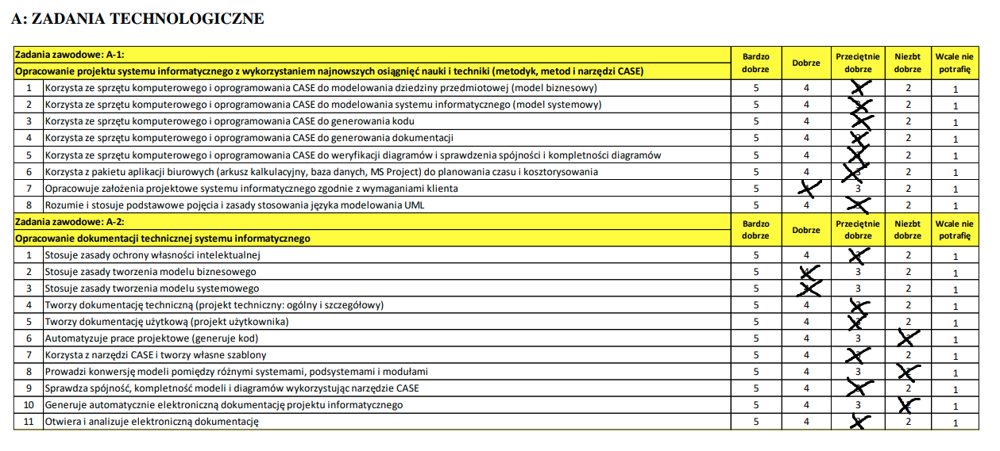 A: ZADANIA TECHNOLOGICZNE
Zadania zawodowe: A-1: Bardzo dobrze Dobrze Przeciętnie dobrze Niezbt dobrze Wcale nie potrafię
Opracowanie projektu systemu informatycznego z wykorzystaniem najnowszych osiągnięć nauki i techniki (metodyk, metod i narzędzi CASE)
1 Korzysta ze sprzętu komputerowego i oprogramowania CASE do modelowania dziedziny przedmiotowej (model biznesowy) 5 4 2 1
2 Korzysta ze sprzętu komputerowego i oprogramowania CASE do modelowania systemu informatycznego (model systemowy) 5 4 2 1
3 Korzysta ze sprzętu komputerowego i oprogramowania CASE do generowania kodu 5 4 2 1
4 Korzysta ze sprzętu komputerowego i oprogramowania CASE do generowania dokumentacji 5 4 2 1
5 Korzysta ze sprzętu komputerowego i oprogramowania CASE do weryfikacji diagramów i sprawdzenia spójności i kompletności diagramów 5 4 2 1
6 Korzysta z pakietu aplikacji biurowych (arkusz kalkulacyjny, baza danych, MS Project) do planowania czasu i kosztorysowania 5 4 3 2 1
7 Opracowuje założenia projektowe systemu informatycznego zgodnie z wymaganiami klienta 5 3 2 1
8 Rozumie i stosuje podstawowe pojęcia i zasady stosowania języka modelowania UML 5 4 2 1
Zadania zawodowe: A-2: Bardzo dobrze Dobrze Przeciętnie dobrze Niezbt dobrze Wcale nie potrafię
Opracowanie dokumentacji technicznej systemu informatycznego
1 Stosuje zasady ochrony własności intelektualnej 5 4 2 1
2 Stosuje zasady tworzenia modelu biznesowego 5 3 2 1
3 Stosuje zasady tworzenia modelu systemowego 5 3 2 1
4 Tworzy dokumentację techniczną (projekt techniczny: ogólny i szczegółowy) 5 4 2 1
5 Tworzy dokumentację użytkową (projekt użytkownika) 5 4 2 1
6 Automatyzuje prace projektowe (generuje kod) 5 4 3 1
7 Korzysta z narzędzi CASE i tworzy własne szablony 5 4 2 1
8 Prowadzi konwersję modeli pomiędzy różnymi systemami, podsystemami i modułami 5 4 3 1
9 Sprawdza spójność, kompletność modeli i diagramów wykorzystując narzędzie CASE 5 4 2 1
10 Generuje automatycznie elektroniczną dokumentację projektu informatycznego 5 4 3 1
11 Otwiera i analizuje elektroniczną dokumentację 5 4 2 1